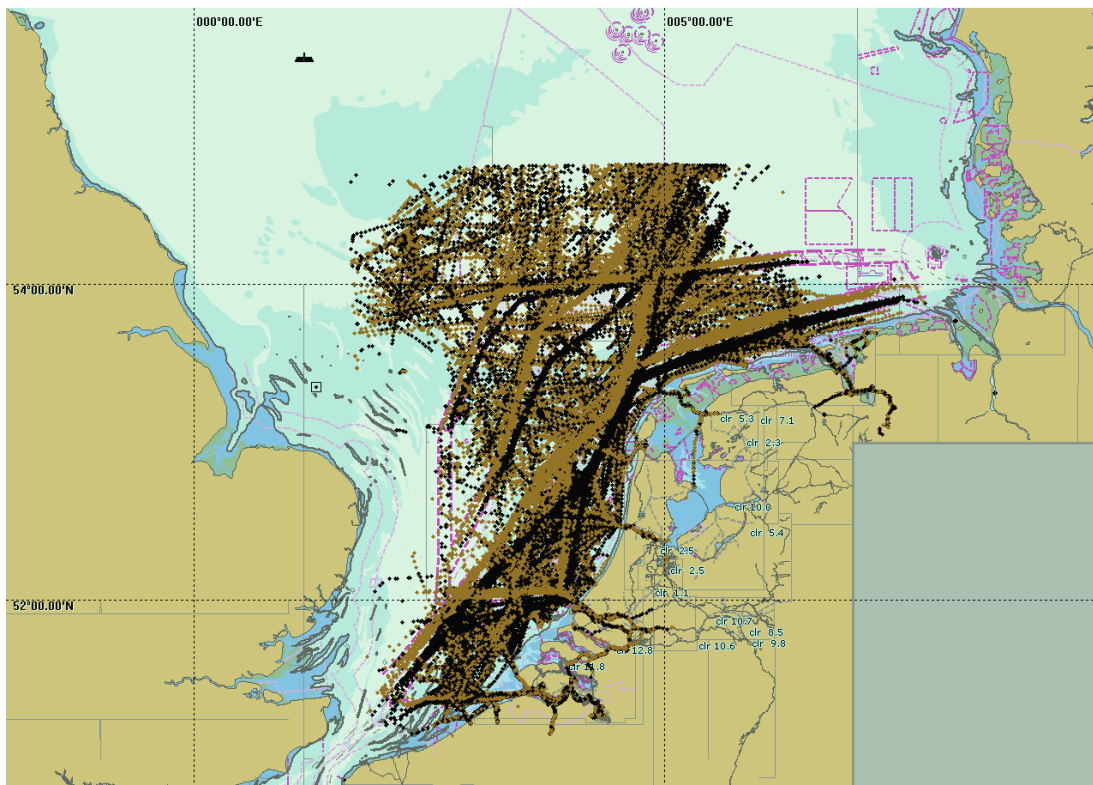 000°00.00'E
005°00.00'E
54°00.00'N
clr 5.3
clr 7.1
clr 2.3
clr 10.0
clr 5.4
clr 2.5
clr 2.5
clr 1.1
52°00.00'N
clr 10.7
clr 8.5
clr 9.8
clr 10.6
clr 12.8
clr 11.8